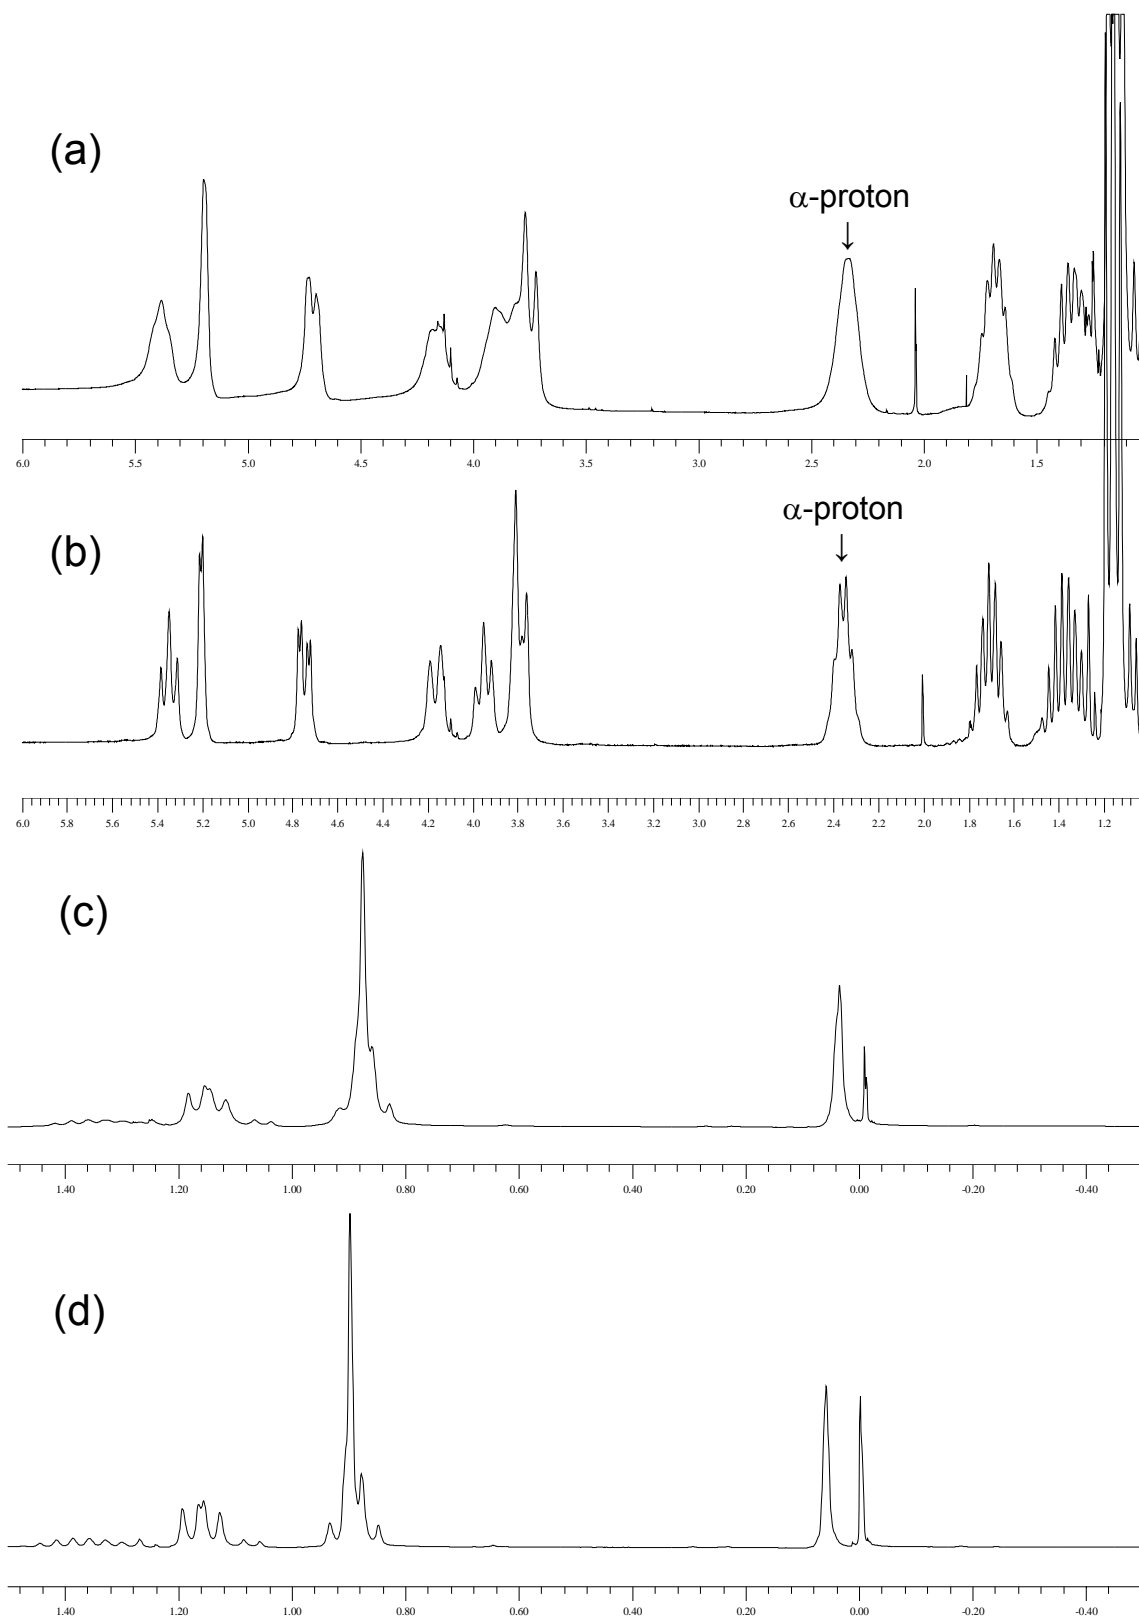 (a)
α-proton
↓
6.0 5.5 5.0 4.5 4.0 3.5 3.0 2.5 2.0 1.5
(b)
α-proton
↓
6.0 5.8 5.6 5.4 5.2 5.0 4.8 4.6 4.4 4.2 4.0 3.8 3.6 3.4 3.2 3.0 2.8 2.6 2.4 2.2 2.0 1.8 1.6 1.4 1.2
(c)
1.40 1.20 1.00 0.80 0.60 0.40 0.20 0.00 -0.20 -0.40
(d)
1.40 1.20 1.00 0.80 0.60 0.40 0.20 0.00 -0.20 -0.40